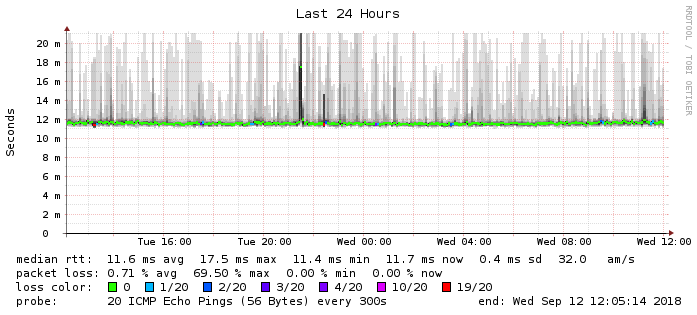 Last 24 Hours
RRDTOOL / TOBI OETIKER
Seconds
20 m
18 m
16 m
14 m
12 m
10 m
8 m
6 m
4 m
2 m
0
Tue 16:00 Tue 20:00 Wed 00:00 Wed 04:00 Wed 08:00 Wed 12:00
median rtt: 11.6 ms avg 17.5 ms max 11.4 ms min 11.7 ms now 0.4 ms sd 32.0 am/s
packet loss: 0.71 % avg 69.50 % max 0.00 % min 0.00 % now
loss color: 0 1/20 2/20 3/20 4/20 10/20 19/20
probe: 20 ICMP Echo Pings (56 Bytes) every 300s end: Wed Sep 12 12:05:14 2018